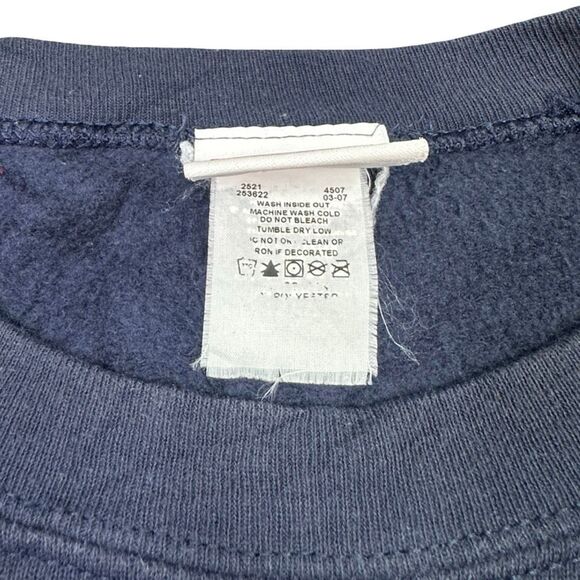 2521 4507
253622 03-07
WASH INSIDE OUT
MACHINE WASH COLD
DO NOT BLEACH
TUMBLE DRY LOW
NOT CLEAN OR
IF DECORATED